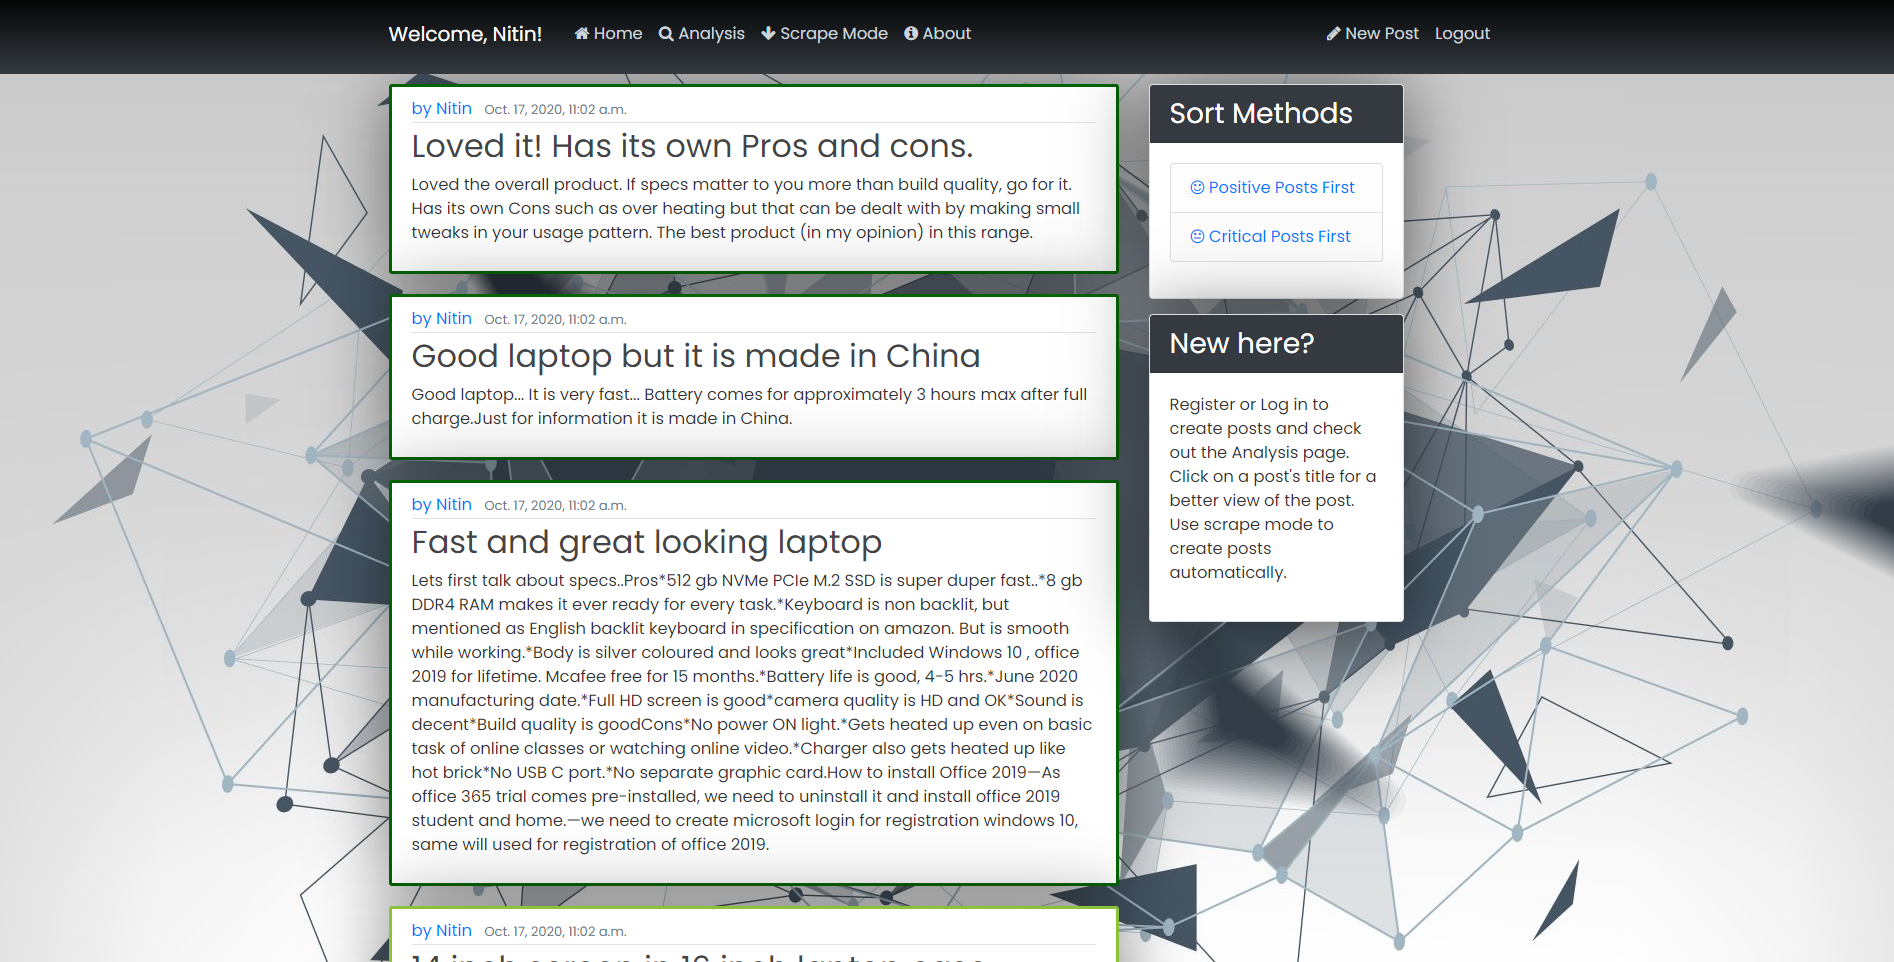 Welcome, Nitin!
Home
Analysis
Scrape Mode
About
New Post
Logout
by Nitin Oct. 17, 2020, 11:02 a.m.
Loved it! Has its own Pros and cons.
Loved the overall product. If specs matter to you more than build quality, go for it.
Has its own Cons such as over heating but that can be dealt with by making small
tweaks in your usage pattern. The best product (in my opinion) in this range.
by Nitin Oct. 17, 2020, 11:02 a.m.
Good laptop but it is made in China
Good laptop... It is very fast... Battery comes for approximately 3 hours max after full
charge.Just for information it is made in China.
by Nitin Oct. 17, 2020, 11:02 a.m.
Fast and great looking laptop
Lets first talk about specs..Pros*512 gb NVMe PCIe M.2 SSD is super duper fast..*8 gb
DDR4 RAM makes it ever ready for every task.*Keyboard is non backlit, but
mentioned as English backlit keyboard in specification on amazon. But is smooth
while working.*Body is silver coloured and looks great*Included Windows 10 , office
2019 for lifetime. Mcafee free for 15 months.*Battery life is good, 4-5 hrs.*June 2020
manufacturing date.*Full HD screen is good*camera quality is HD and OK*Sound is
decent*Build quality is goodCons*No power ON light.*Gets heated up even on basic
task of online classes or watching online video.*Charger also gets heated up like
hot brick*No USB C port.*No separate graphic card.How to install Office 2019—As
office 365 trial comes pre-installed, we need to uninstall it and install office 2019
student and home.—we need to create microsoft login for registration windows 10,
same will used for registration of office 2019.
by Nitin Oct. 17, 2020, 11:02 a.m.
14 inch screen in 16 inch laptop case
Sort Methods
Positive Posts First
Critical Posts First
New here?
Register or Log in to
create posts and check
out the Analysis page.
Click on a post's title for a
better view of the post.
Use scrape mode to
create posts
automatically.